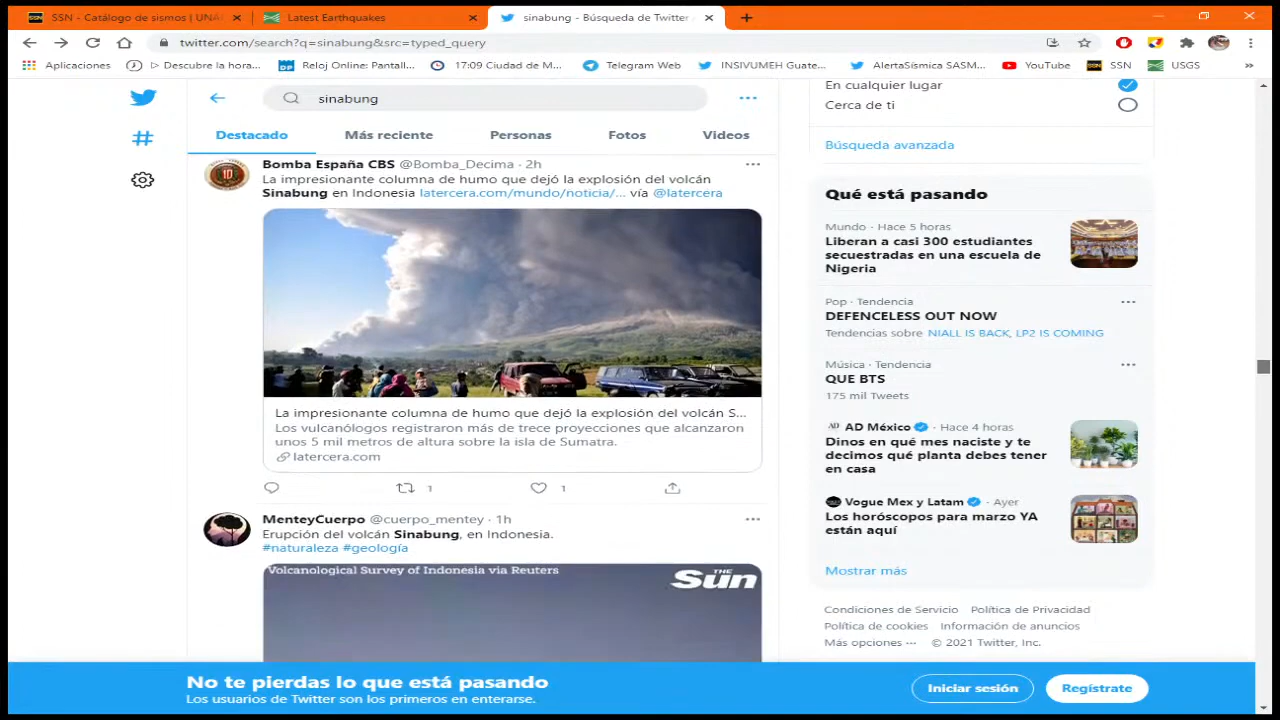 SSN - Catálogo de sismos | UNA
Latest Earthquakes
sinabung - Búsqueda de Twitter
twitter.com/search?q=sinabung&src=typed_query
Aplicaciones
Descubre la hora...
Reloj Online: Pantall...
17:09 Ciudad de M...
Telegram Web
INSIVUMEH Guate...
AlertaSísmica SASM...
YouTube
SSN
USGS
sinabung
Destacado
Más reciente
Personas
Fotos
Videos
Bomba España CBS @Bomba_Decima · 2h
La impresionante columna de humo que dejó la explosión del volcán
Sinabung en Indonesia latercera.com/mundo/noticia/... vía @latercera
La impresionante columna de humo que dejó la explosión del volcán S...
Los vulcanólogos registraron más de trece proyecciones que alcanzaron
unos 5 mil metros de altura sobre la isla de Sumatra.
latercera.com
1
1
MenteyCuerpo @cuerpo_mentey · 1h
Erupción del volcán Sinabung, en Indonesia.
#naturaleza #geología
Volcanological Survey of Indonesia via Reuters
THE Sun
En cualquier lugar
Cerca de ti
Búsqueda avanzada
Qué está pasando
Mundo · Hace 5 horas
Liberan a casi 300 estudiantes
secuestradas en una escuela de
Nigeria
Pop · Tendencia
DEFENCELESS OUT NOW
Tendencias sobre NIALL IS BACK, LP2 IS COMING
Música · Tendencia
QUE BTS
175 mil Tweets
AD AD México · Hace 4 horas
Dinos en qué mes naciste y te
decimos qué planta debes tener
en casa
Vogue Mex y Latam · Ayer
Los horóscopos para marzo YA
están aquí
Mostrar más
Condiciones de Servicio Política de Privacidad
Política de cookies Información de anuncios
Más opciones ··· © 2021 Twitter, Inc.
No te pierdas lo que está pasando
Los usuarios de Twitter son los primeros en enterarse.
Iniciar sesión
Regístrate